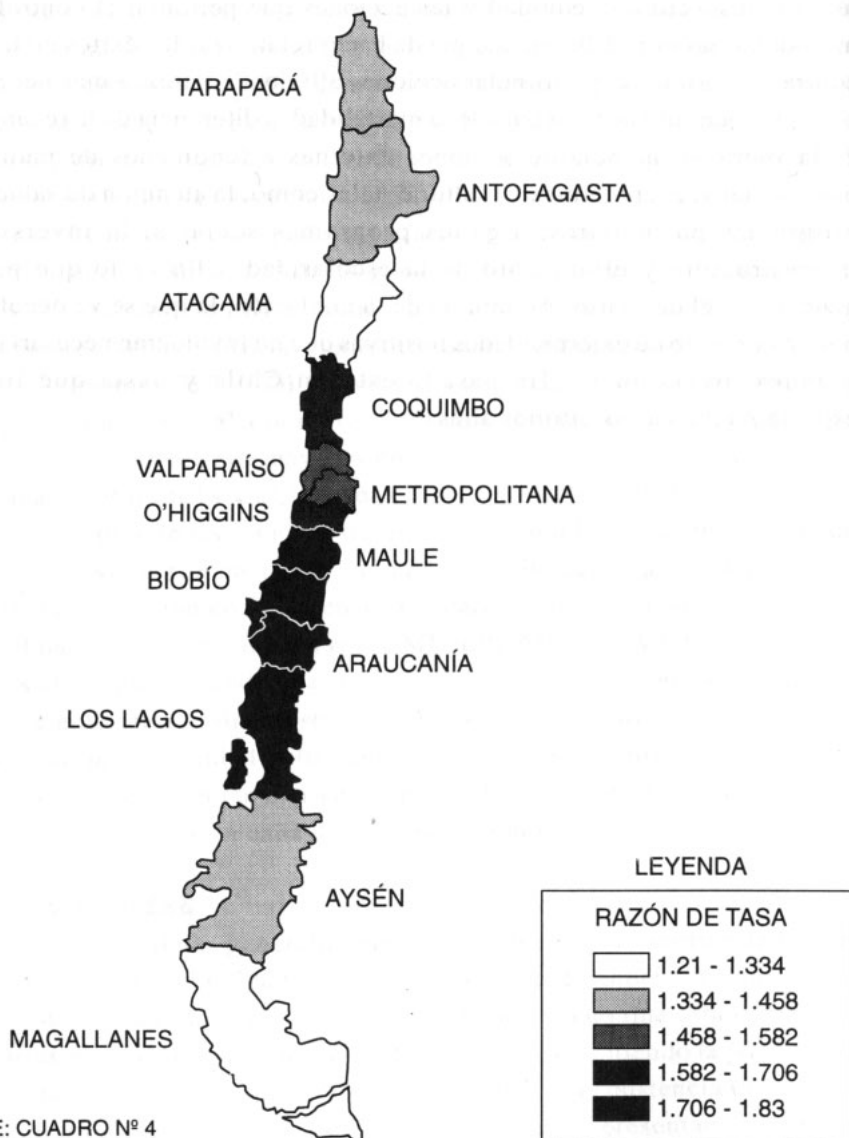 TARAPACÁ
ANTOFAGASTA
ATACAMA
COQUIMBO
VALPARAÍSO
METROPOLITANA
O'HIGGINS
MAULE
BIOBÍO
ARAUCANÍA
LOS LAGOS
AYSÉN
MAGALLANES
LEYENDA
RAZÓN DE TASA
1.21 - 1.334
1.334 - 1.458
1.458 - 1.582
1.582 - 1.706
1.706 - 1.83
E: CUADRO Nº 4